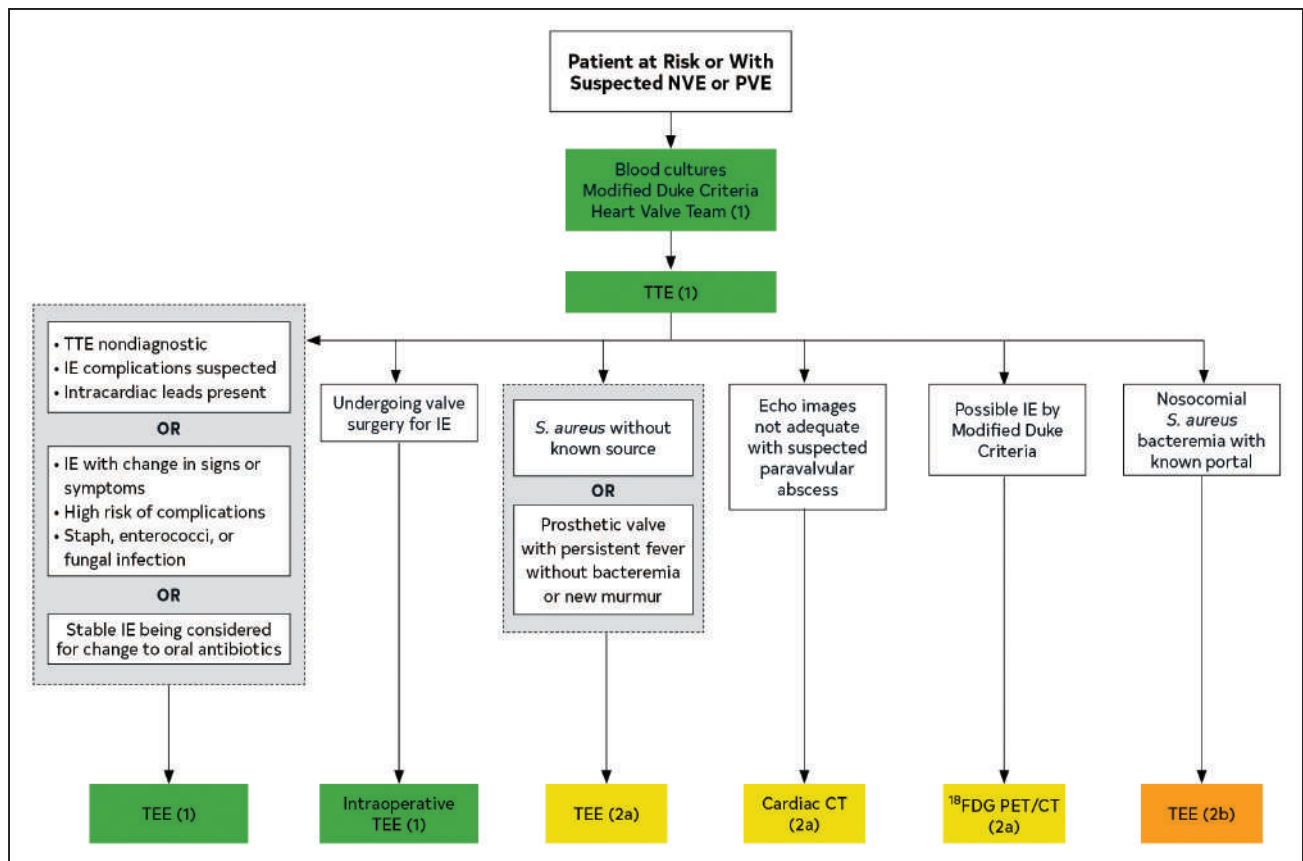 Patient at Risk or With
Suspected NVE or PVE
Blood cultures
Modified Duke Criteria
Heart Valve Team (1)
TTE (1)
• TTE nondiagnostic
• IE complications suspected
• Intracardiac leads present
OR
• IE with change in signs or
symptoms
• High risk of complications
• Staph, enterococci, or
fungal infection
OR
Stable IE being considered
for change to oral antibiotics
Undergoing valve
surgery for IE
S. aureus without
known source
OR
Prosthetic valve
with persistent fever
without bacteremia
or new murmur
Echo images
not adequate
with suspected
paravalvular
abscess
Possible IE by
Modified Duke
Criteria
Nosocomial
S. aureus
bacteremia with
known portal
TEE (1)
Intraoperative
TEE (1)
TEE (2a)
Cardiac CT
(2a)
¹⁸FDG PET/CT
(2a)
TEE (2b)